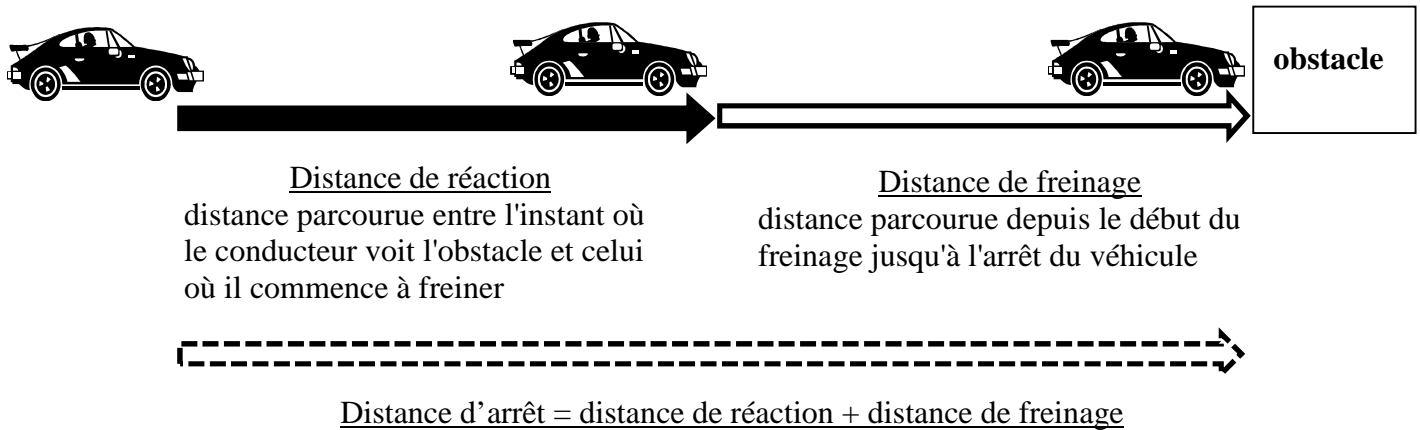 obstacle
Distance de réaction
distance parcourue entre l'instant où
le conducteur voit l'obstacle et celui
où il commence à freiner
Distance de freinage
distance parcourue depuis le début du
freinage jusqu'à l'arrêt du véhicule
Distance d’arrêt = distance de réaction + distance de freinage